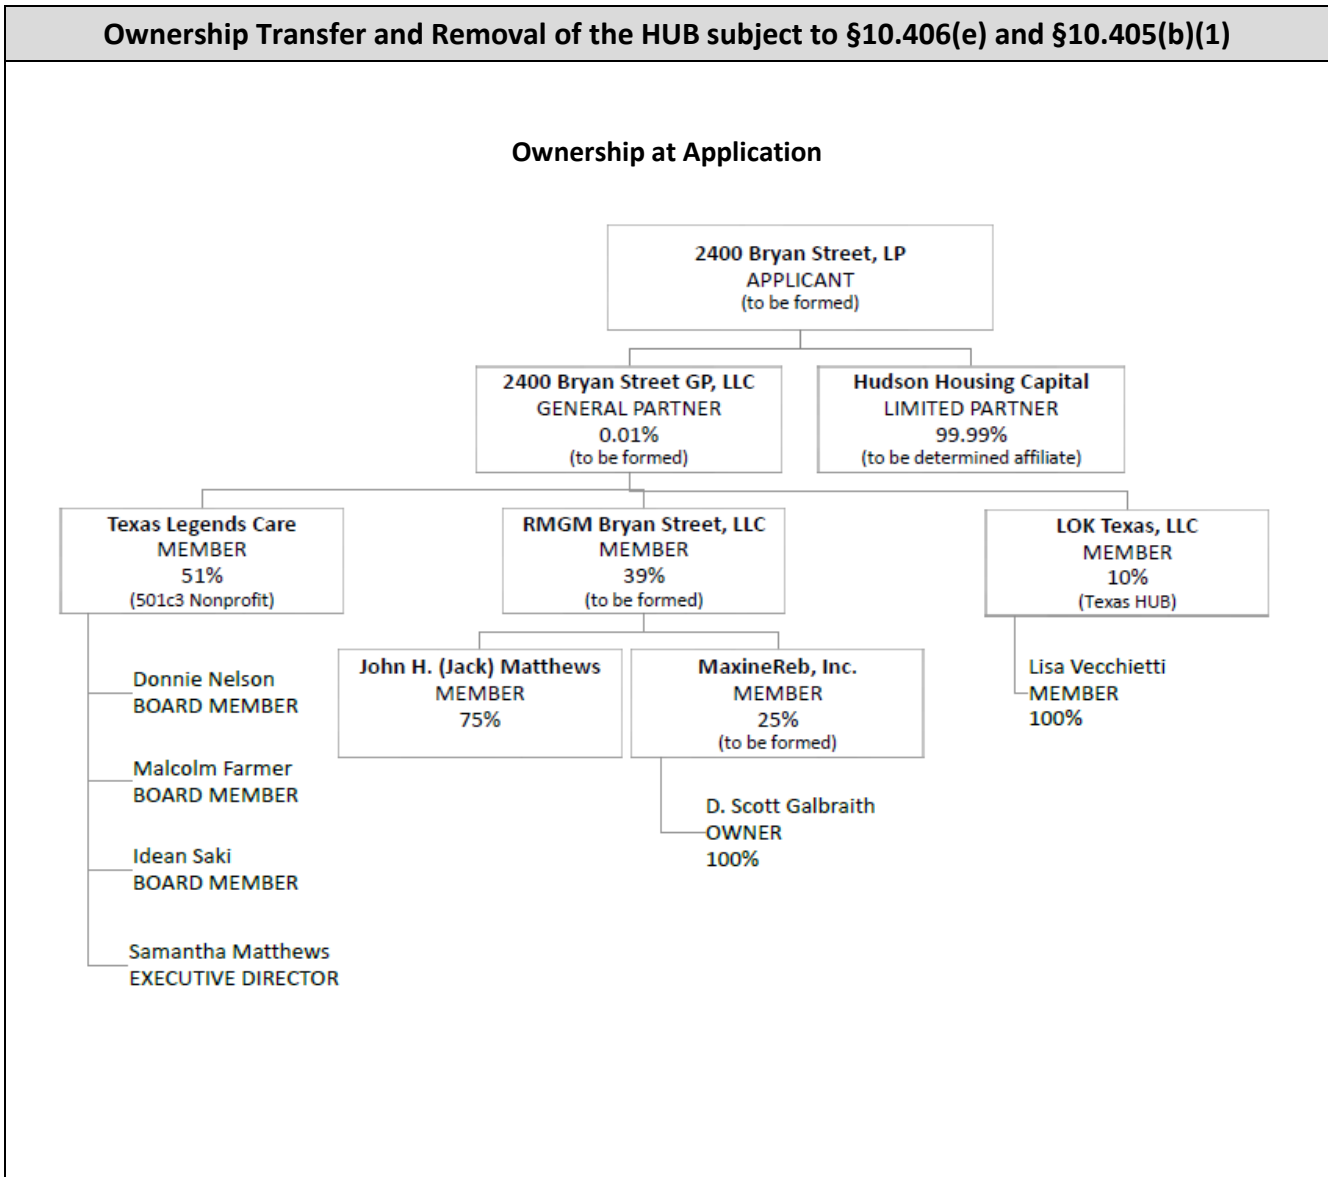 Ownership Transfer and Removal of the HUB subject to §10.406(e) and §10.405(b)(1)
Ownership at Application
2400 Bryan Street, LP
APPLICANT
(to be formed)
2400 Bryan Street GP, LLC
GENERAL PARTNER
0.01%
(to be formed)
Hudson Housing Capital
LIMITED PARTNER
99.99%
(to be determined affiliate)
Texas Legends Care
MEMBER
51%
(501c3 Nonprofit)
RMGM Bryan Street, LLC
MEMBER
39%
(to be formed)
LOK Texas, LLC
MEMBER
10%
(Texas HUB)
Donnie Nelson
BOARD MEMBER
Malcolm Farmer
BOARD MEMBER
Idean Saki
BOARD MEMBER
Samantha Matthews
EXECUTIVE DIRECTOR
John H. (Jack) Matthews
MEMBER
75%
MaxineReb, Inc.
MEMBER
25%
(to be formed)
D. Scott Galbraith
OWNER
100%
Lisa Vecchietti
MEMBER
100%